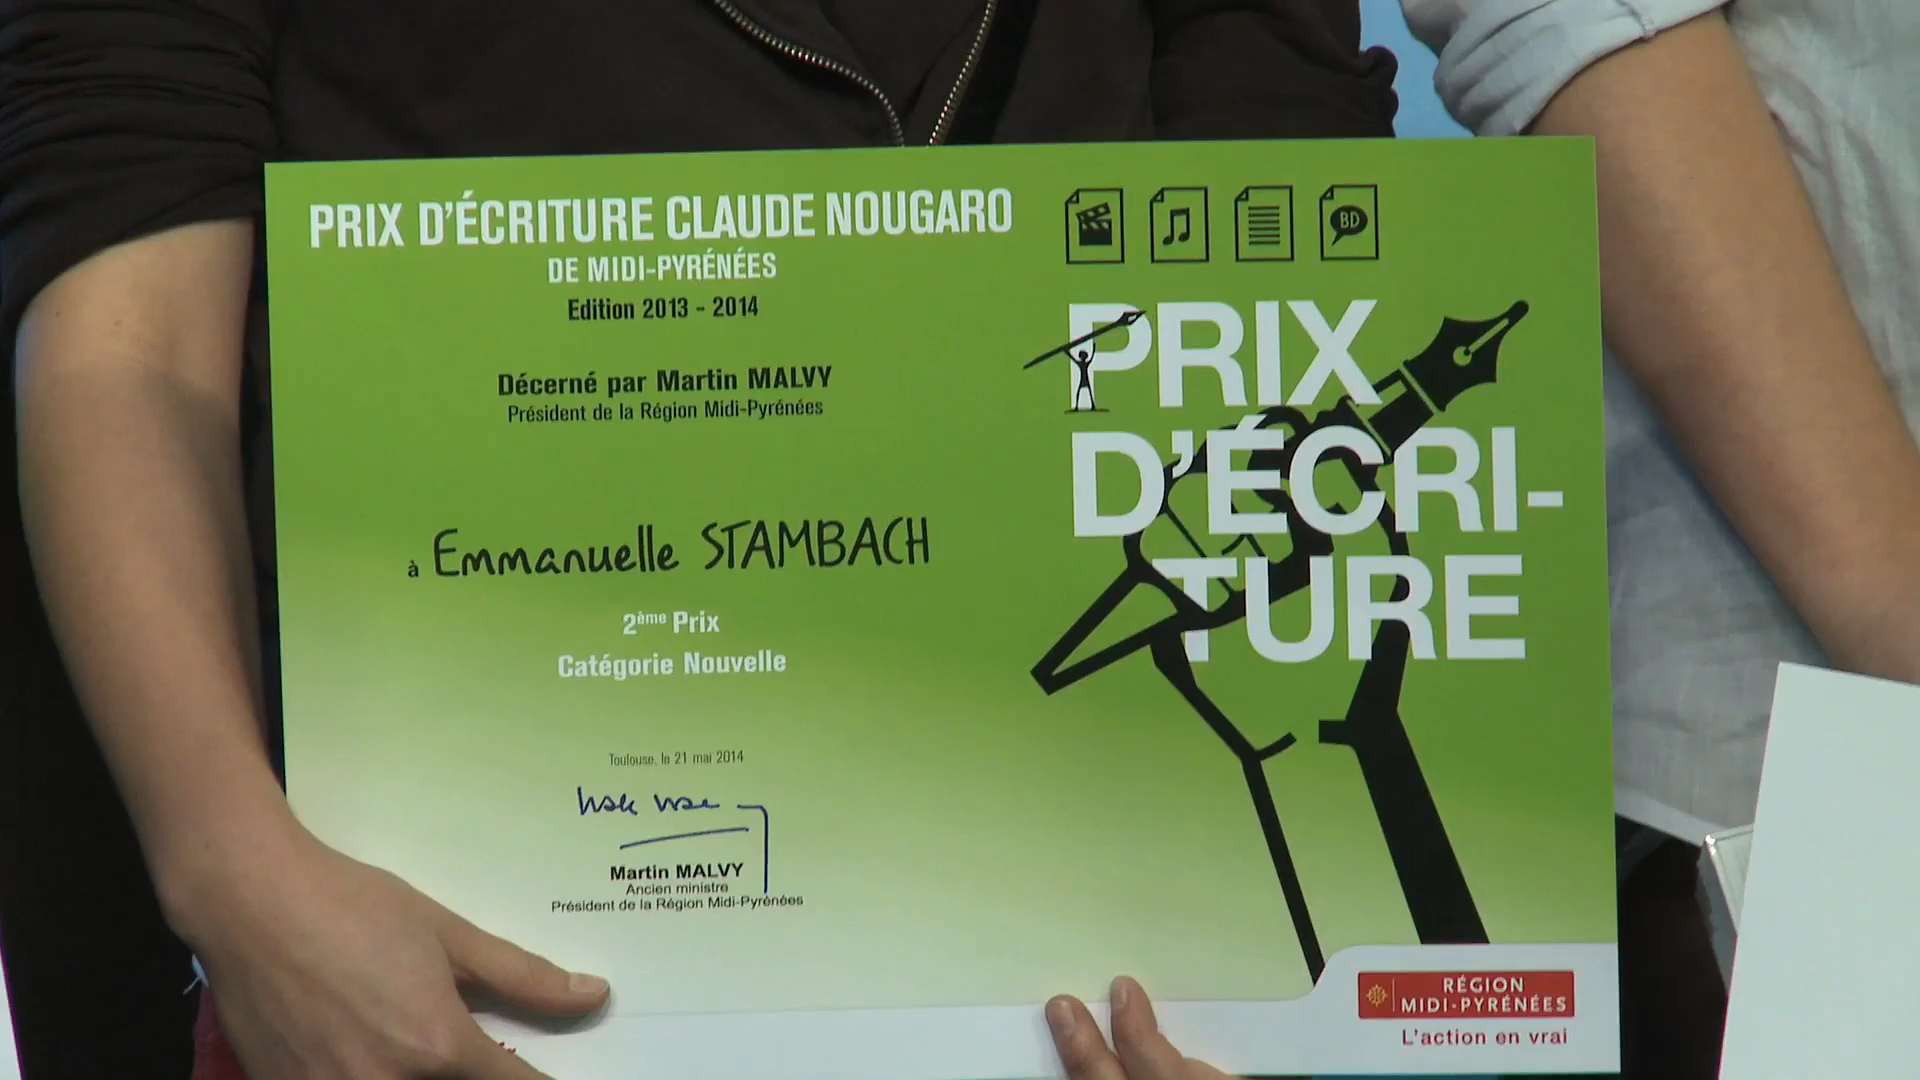 PRIX D'ÉCRITURE CLAUDE NOUGARO
DE MIDI-PYRÉNÉES
Edition 2013 - 2014
Décerné par Martin MALVY
Président de la Région Midi-Pyrénées
à Emmanuelle STAMBACH
2ème Prix
Catégorie Nouvelle
Toulouse, le 21 mai 2014
Martin MALVY
Ancien ministre
Président de la Région Midi-Pyrénées
BD
PRIX
D'ÉCRI-
TURE
RÉGION
MIDI-PYRÉNÉES
L'action en vrai